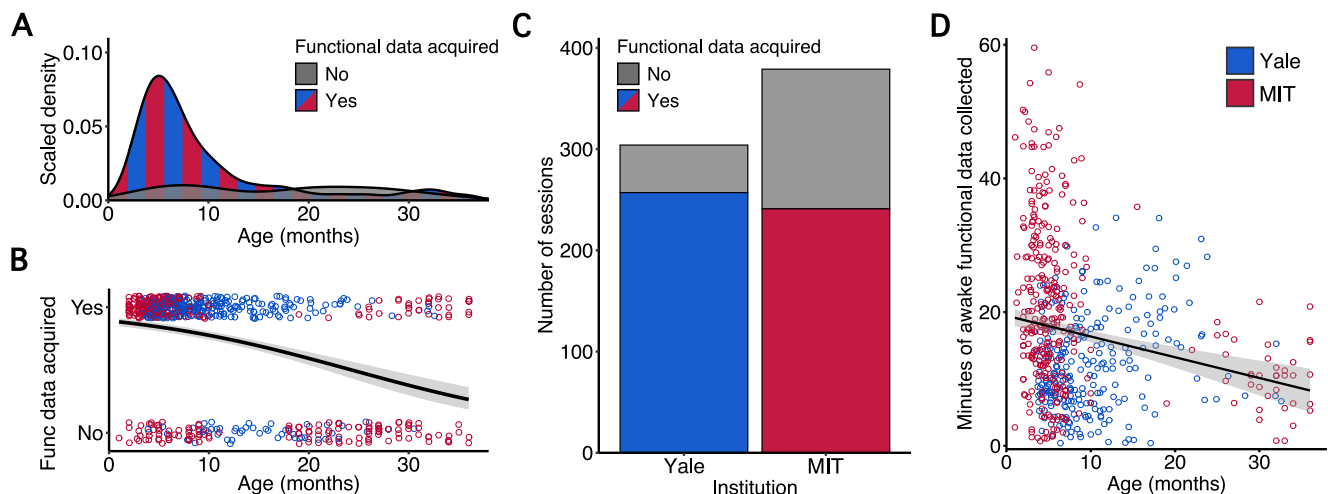 A
Scaled density
0.10
0.05
0.00
0
10
20
30
Age (months)
Functional data acquired
No
Yes
B
Func data acquired
Yes
No
0
10
20
30
Age (months)
C
Number of sessions
400
300
200
100
0
Functional data acquired
No
Yes
Yale
MIT
Institution
D
Minutes of awake functional data collected
60
40
20
0
0
10
20
30
Age (months)
Yale
MIT